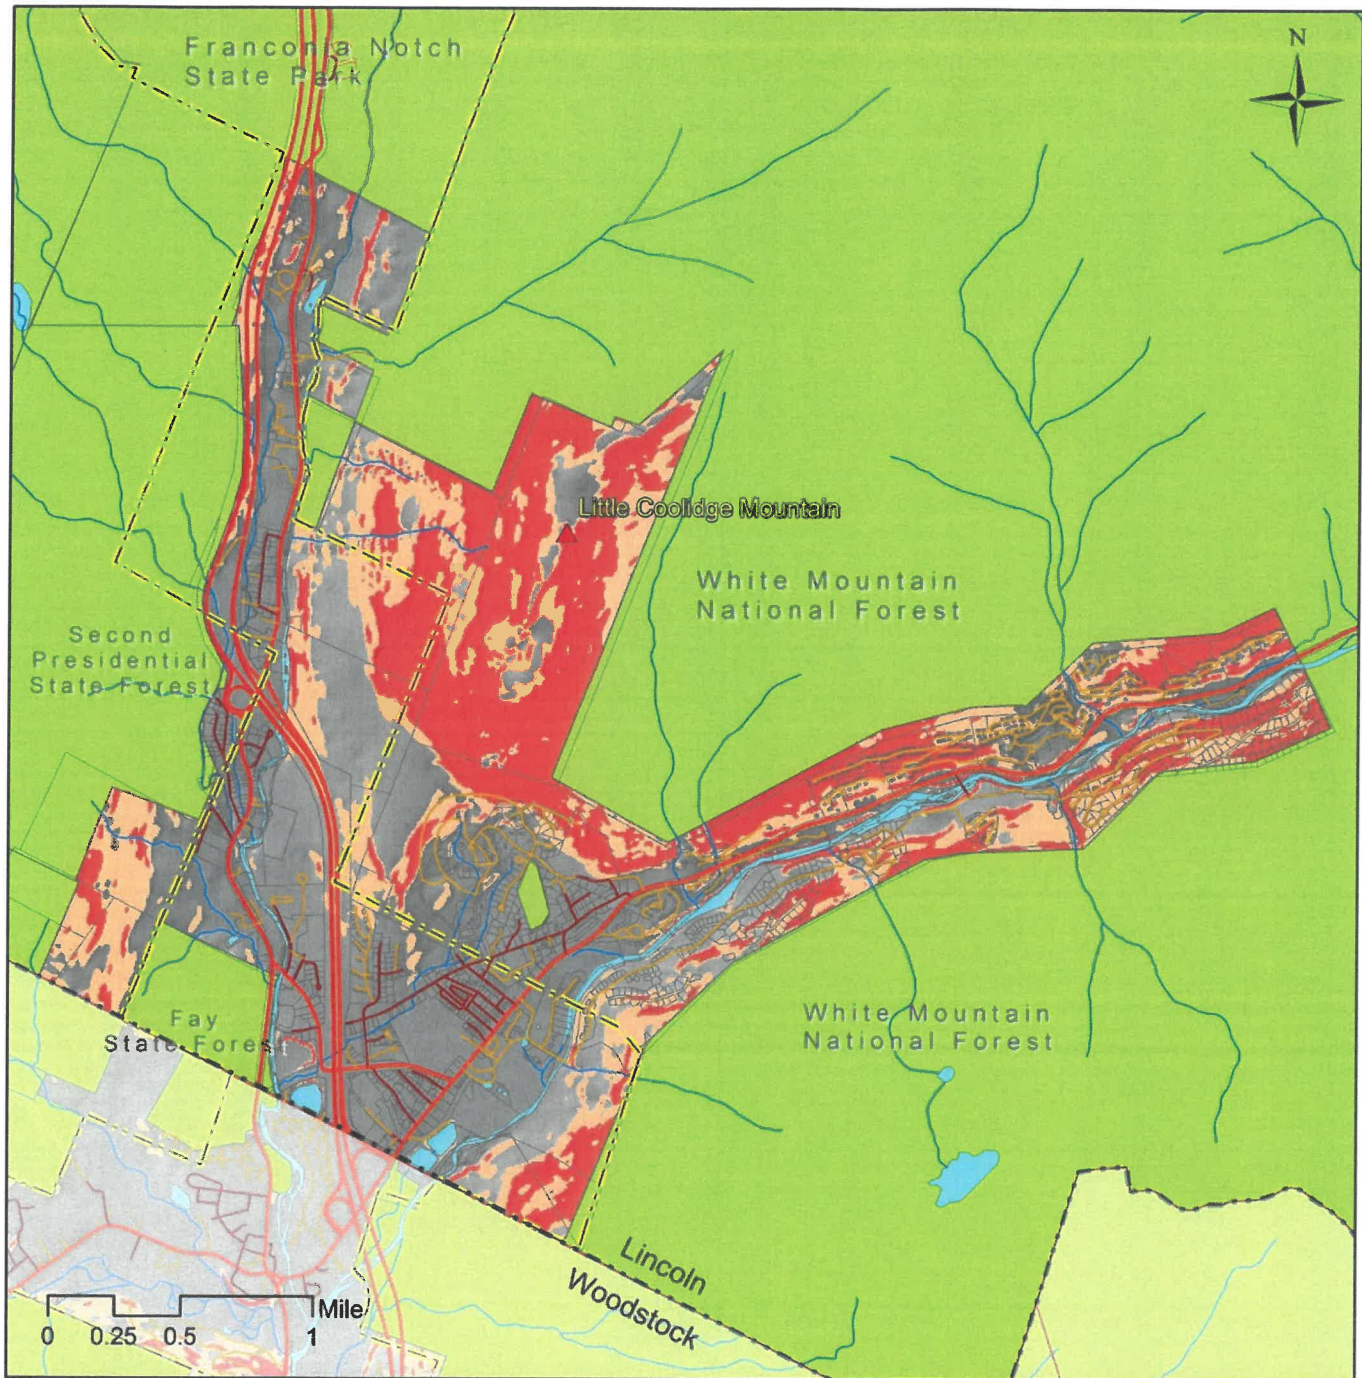 Franconia Notch
State Park
N
Little Coolidge Mountain
White Mountain
National Forest
Second
Presidential
State Forest
Fay
State Forest
White Mountain
National Forest
Lincoln
Woodstock
Mile
0 0.25 0.5 1